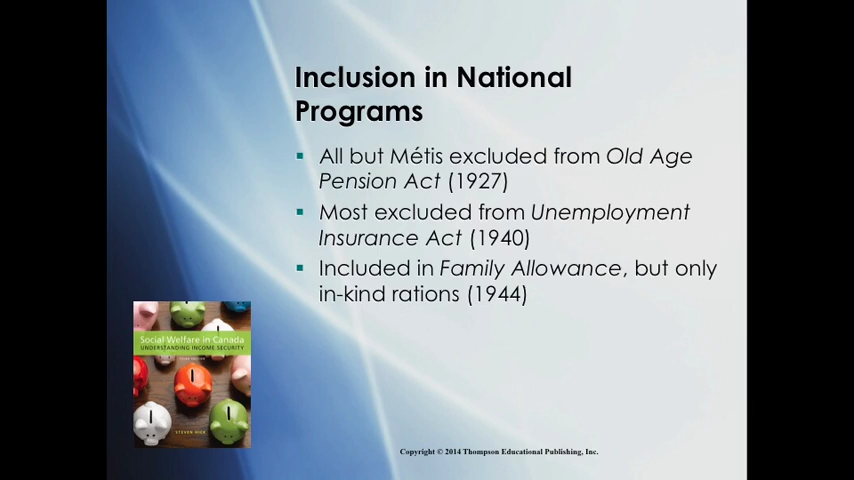 Inclusion in National
Programs
▪ All but Métis excluded from Old Age
Pension Act (1927)
▪ Most excluded from Unemployment
Insurance Act (1940)
▪ Included in Family Allowance, but only
in-kind rations (1944)
Social Welfare in Canada
UNDERSTANDING INCOME SECURITY
STEVEN HICK
Copyright © 2014 Thompson Educational Publishing, Inc.